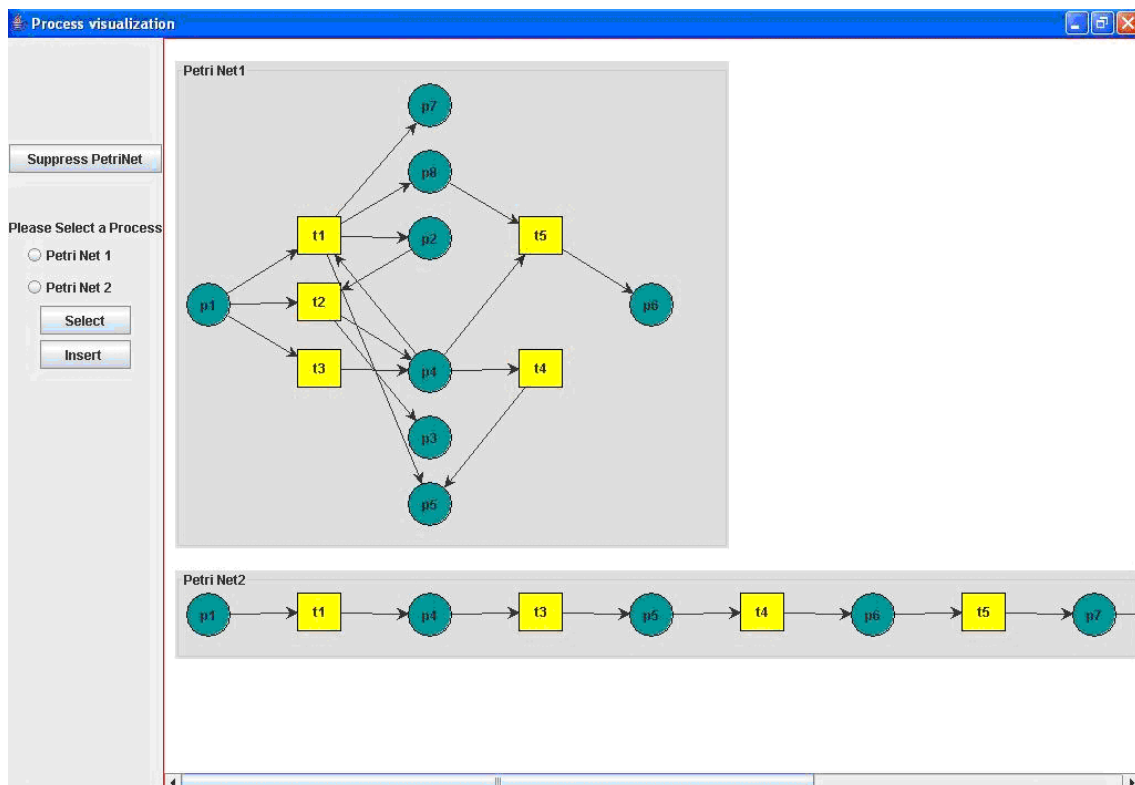 Process visualization
Suppress PetriNet
Please Select a Process
Petri Net 1
Petri Net 2
Select
Insert
Petri Net1
p7
p8
t1
p2
t5
p1
t2
p6
t3
p4
t4
p3
p5
Petri Net2
p1
t1
p4
t3
p5
t4
p6
t5
p7